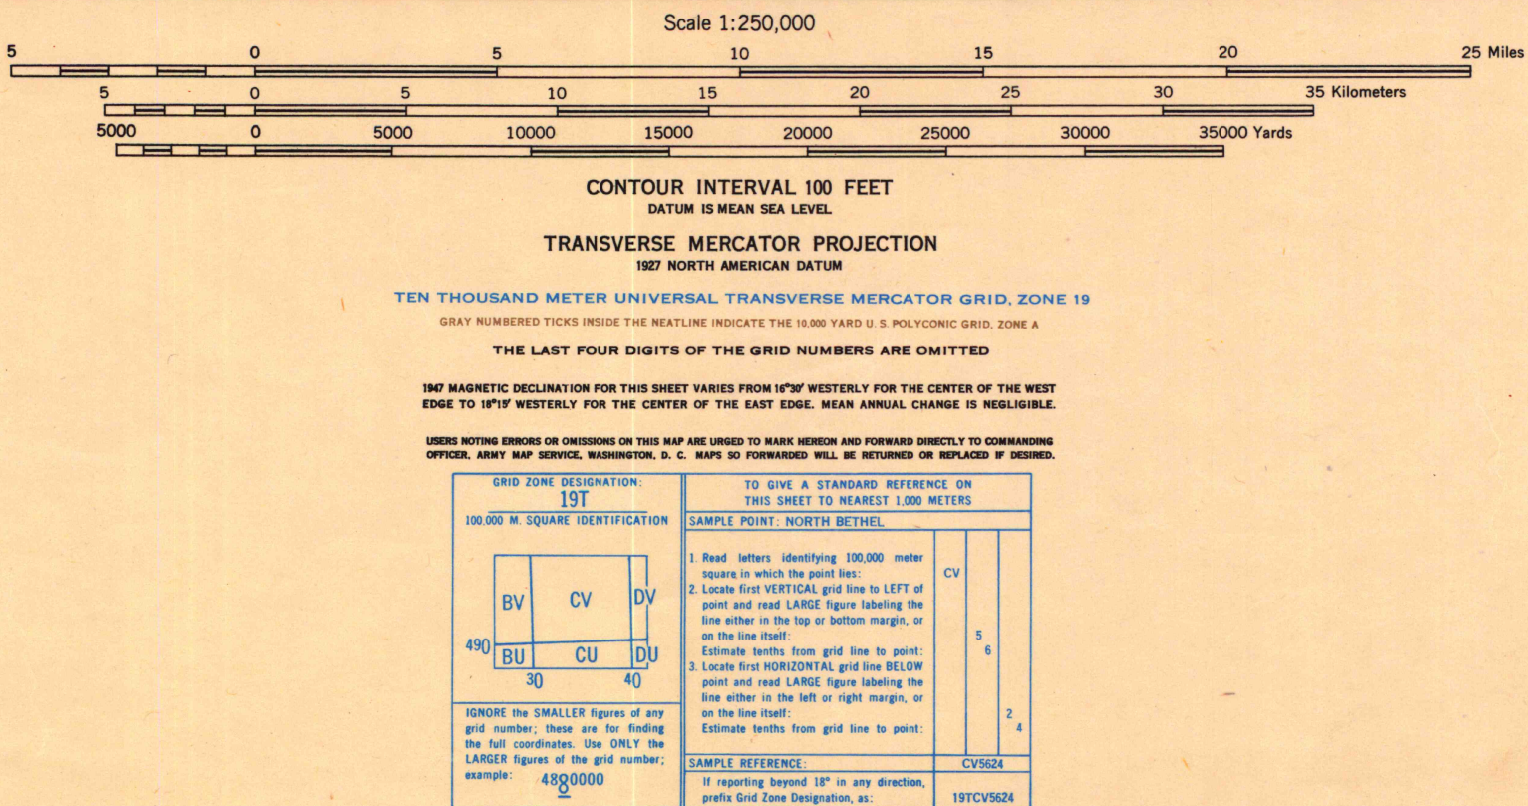 Scale 1:250,000
5 0 5 10 15 20 25 Miles
5 0 5 10 15 20 25 30 35 Kilometers
5000 0 5000 10000 15000 20000 25000 30000 35000 Yards
CONTOUR INTERVAL 100 FEET
DATUM IS MEAN SEA LEVEL
TRANSVERSE MERCATOR PROJECTION
1927 NORTH AMERICAN DATUM
TEN THOUSAND METER UNIVERSAL TRANSVERSE MERCATOR GRID, ZONE 19
GRAY NUMBERED TICKS INSIDE THE NEATLINE INDICATE THE 10,000 YARD U. S. POLYCONIC GRID. ZONE A
THE LAST FOUR DIGITS OF THE GRID NUMBERS ARE OMITTED
1947 MAGNETIC DECLINATION FOR THIS SHEET VARIES FROM 16°30' WESTERLY FOR THE CENTER OF THE WEST
EDGE TO 18°15' WESTERLY FOR THE CENTER OF THE EAST EDGE. MEAN ANNUAL CHANGE IS NEGLIGIBLE.
USERS NOTING ERRORS OR OMISSIONS ON THIS MAP ARE URGED TO MARK HEREON AND FORWARD DIRECTLY TO COMMANDING
OFFICER, ARMY MAP SERVICE, WASHINGTON, D. C. MAPS SO FORWARDED WILL BE RETURNED OR REPLACED IF DESIRED.
GRID ZONE DESIGNATION:
19T
100,000 M. SQUARE IDENTIFICATION
BV CV DV
490
BU CU DU
30 40
IGNORE the SMALLER figures of any
grid number; these are for finding
the full coordinates. Use ONLY the
LARGER figures of the grid number;
example:
4880000
TO GIVE A STANDARD REFERENCE ON
THIS SHEET TO NEAREST 1,000 METERS
SAMPLE POINT: NORTH BETHEL
1. Read letters identifying 100,000 meter
square in which the point lies: CV
2. Locate first VERTICAL grid line to LEFT of
point and read LARGE figure labeling the
line either in the top or bottom margin, or
on the line itself: 5
Estimate tenths from grid line to point: 6
3. Locate first HORIZONTAL grid line BELOW
point and read LARGE figure labeling the
line either in the left or right margin, or
on the line itself: 2
Estimate tenths from grid line to point: 4
SAMPLE REFERENCE: CV5624
If reporting beyond 18° in any direction,
prefix Grid Zone Designation, as: 19TCV5624